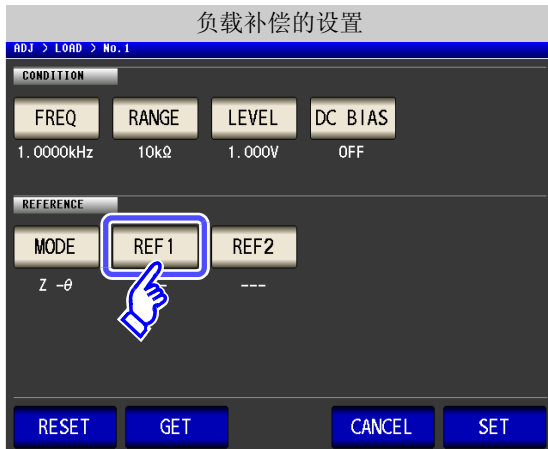 负载补偿的设置
ADJ > LOAD > No.1
CONDITION
FREQ RANGE LEVEL DC BIAS
1.0000kHz 10kΩ 1.000V OFF
REFERENCE
MODE REF1 REF2
Z -θ ---
RESET GET CANCEL SET